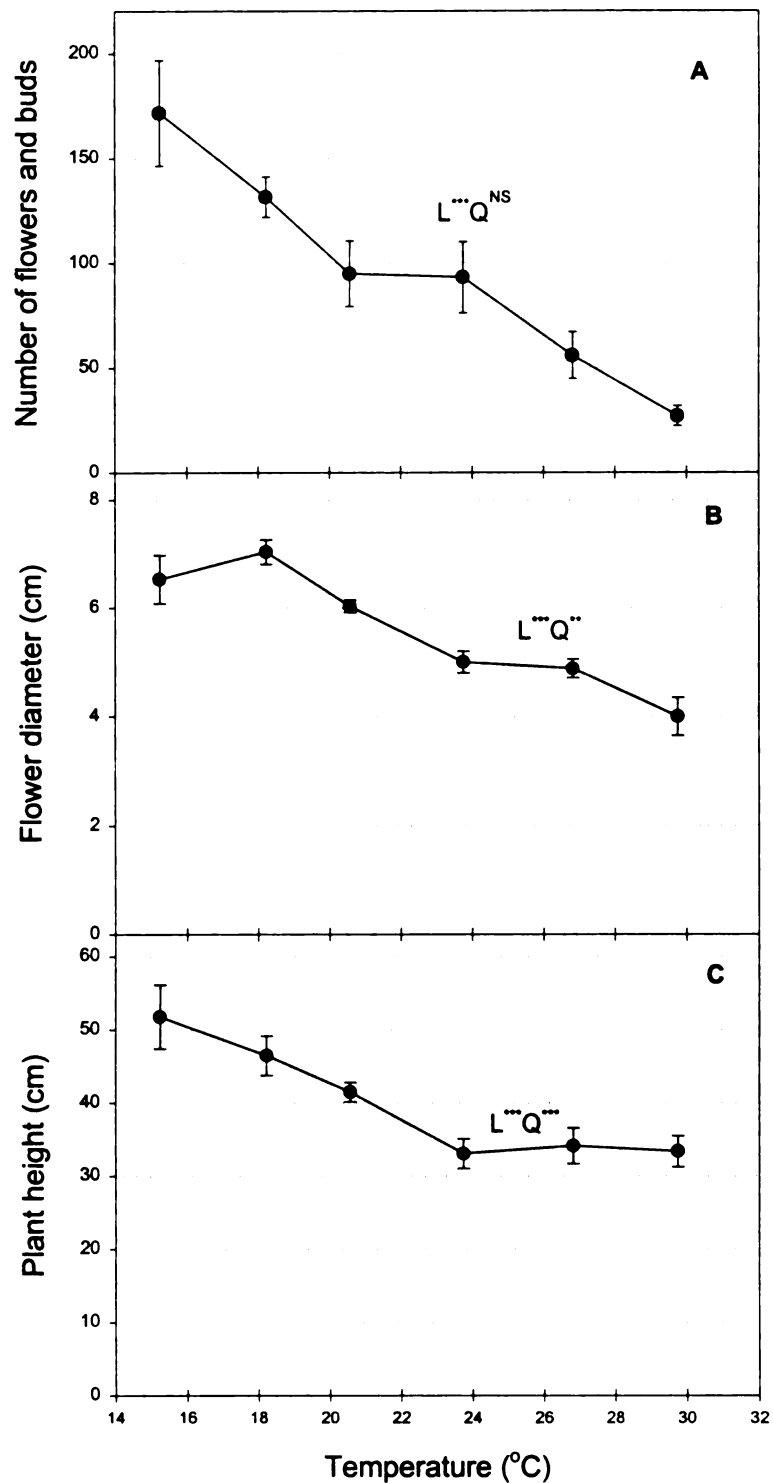 Number of flowers and buds
200
150
100
50
0
A
L***Q^NS
Flower diameter (cm)
8
6
4
2
0
B
L***Q**
Plant height (cm)
60
50
40
30
20
10
0
C
L***Q***
14 16 18 20 22 24 26 28 30 32
Temperature (°C)